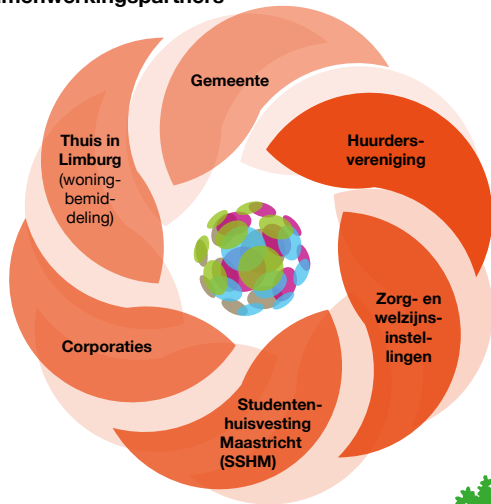 menwerkingspartners
Gemeente
Huurders-
vereniging
Zorg- en
welzijns-
instel-
lingen
Studenten-
huisvesting
Maastricht
(SSHM)
Corporaties
Thuis in
Limburg
(woning-
bemid-
deling)